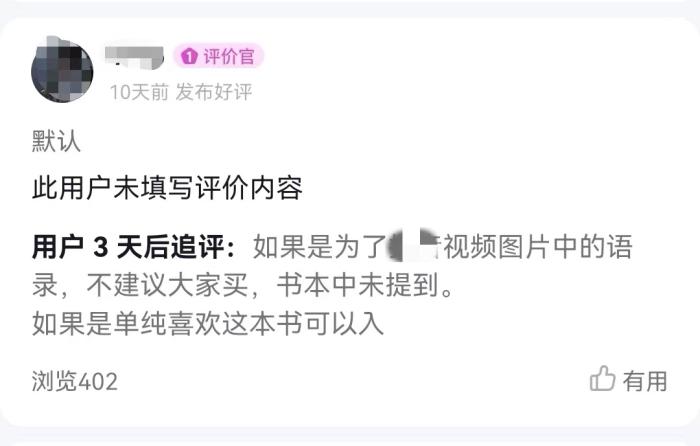 1 评价官
10天前 发布好评
默认
此用户未填写评价内容
用户 3 天后追评：如果是为了视频图片中的语
录，不建议大家买，书本中未提到。
如果是单纯喜欢这本书可以入
浏览402
有用